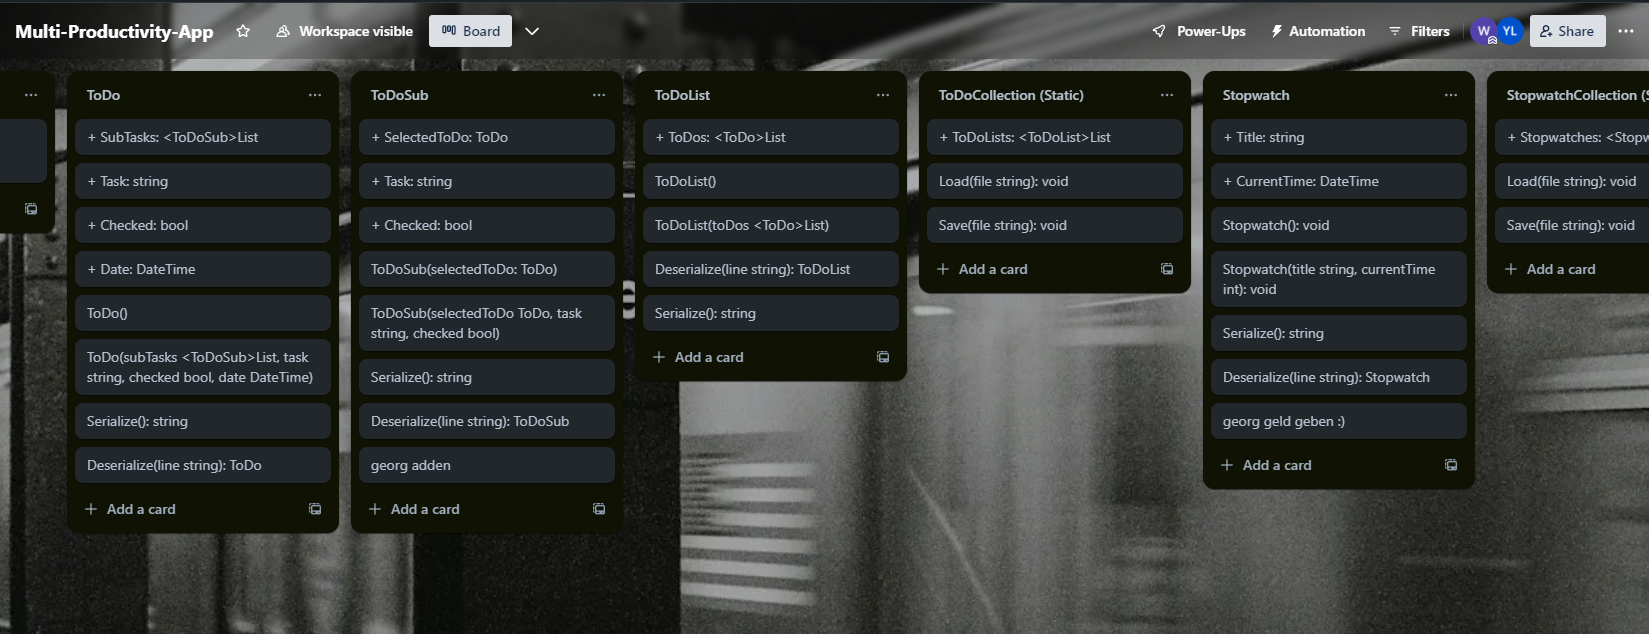 Multi-Productivity-App
Workspace visible
Board
Power-Ups
Automation
Filters
W
YL
Share
ToDo
+ SubTasks: <ToDoSub>List
+ Task: string
+ Checked: bool
+ Date: DateTime
ToDo()
ToDo(subTasks <ToDoSub>List, task
string, checked bool, date DateTime)
Serialize(): string
Deserialize(line string): ToDo
+ Add a card
ToDoSub
+ SelectedToDo: ToDo
+ Task: string
+ Checked: bool
ToDoSub(selectedToDo: ToDo)
ToDoSub(selectedToDo ToDo, task
string, checked bool)
Serialize(): string
Deserialize(line string): ToDoSub
georg adden
+ Add a card
ToDoList
+ ToDos: <ToDo>List
ToDoList()
ToDoList(toDos <ToDo>List)
Deserialize(line string): ToDoList
Serialize(): string
+ Add a card
ToDoCollection (Static)
+ ToDoLists: <ToDoList>List
Load(file string): void
Save(file string): void
+ Add a card
Stopwatch
+ Title: string
+ CurrentTime: DateTime
Stopwatch(): void
Stopwatch(title string, currentTime
int): void
Serialize(): string
Deserialize(line string): Stopwatch
georg geld geben :)
+ Add a card
StopwatchCollection (S
+ Stopwatches: <Stopw
Load(file string): void
Save(file string): void
+ Add a card